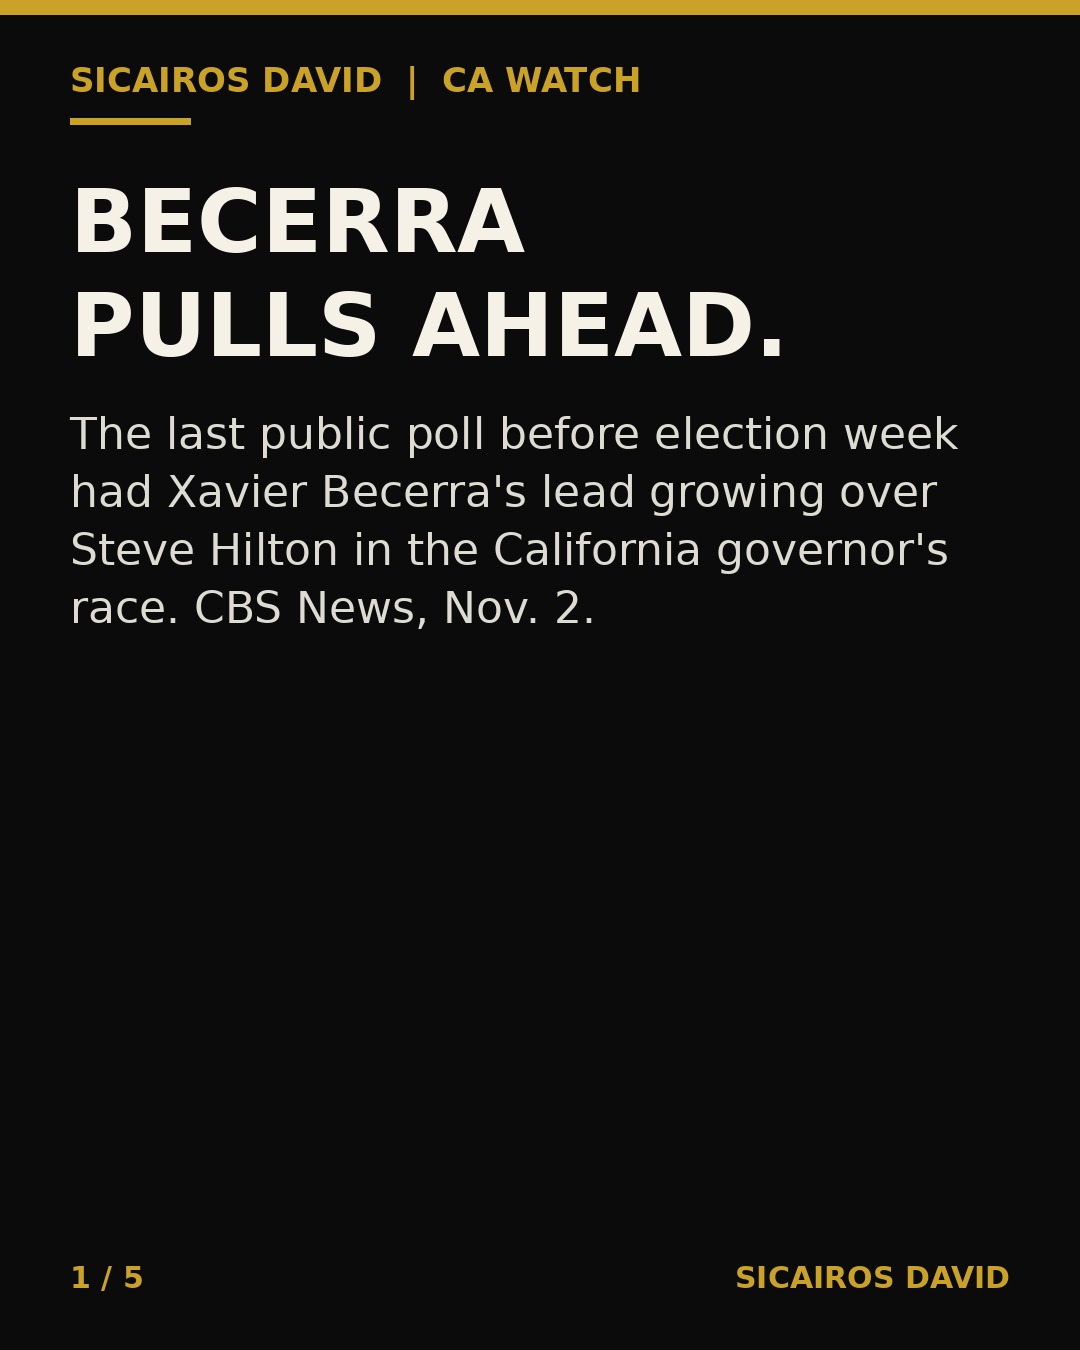 SICAIROS DAVID | CA WATCH
BECERRA
PULLS AHEAD.
The last public poll before election week
had Xavier Becerra's lead growing over
Steve Hilton in the California governor's
race. CBS News, Nov. 2.
1 / 5
SICAIROS DAVID